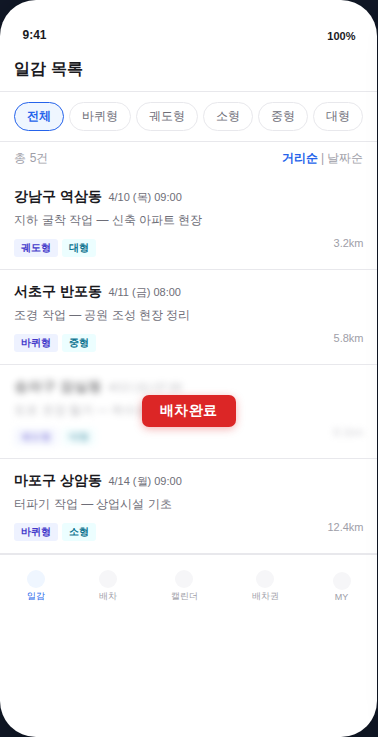 9:41 100%
일감 목록
전체 바퀴형 궤도형 소형 중형 대형
총 5건 거리순 | 날짜순
강남구 역삼동 4/10 (목) 09:00
지하 굴착 작업 — 신축 아파트 현장
궤도형 대형 3.2km
서초구 반포동 4/11 (금) 08:00
조경 작업 — 공원 조성 현장 정리
바퀴형 중형 5.8km
배차완료
마포구 상암동 4/14 (월) 09:00
터파기 작업 — 상업시설 기초
바퀴형 소형 12.4km
일감 배차 캘린더 배차권 MY